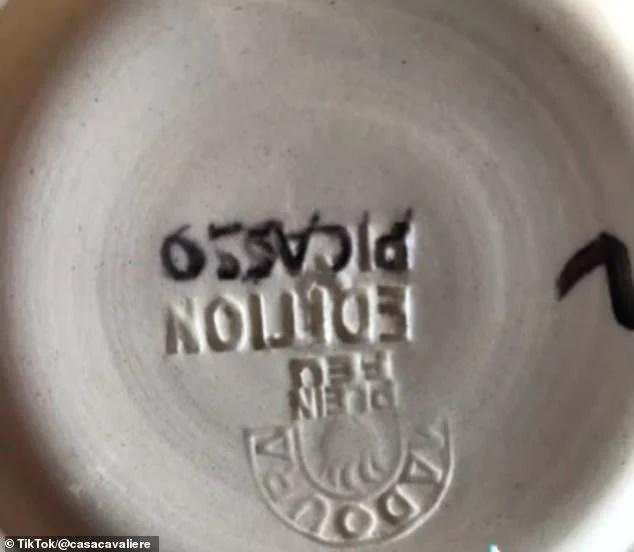 MADOURA
PLEIN
FEU
EDITION
PICASSO
© TikTok/@casacavaliere